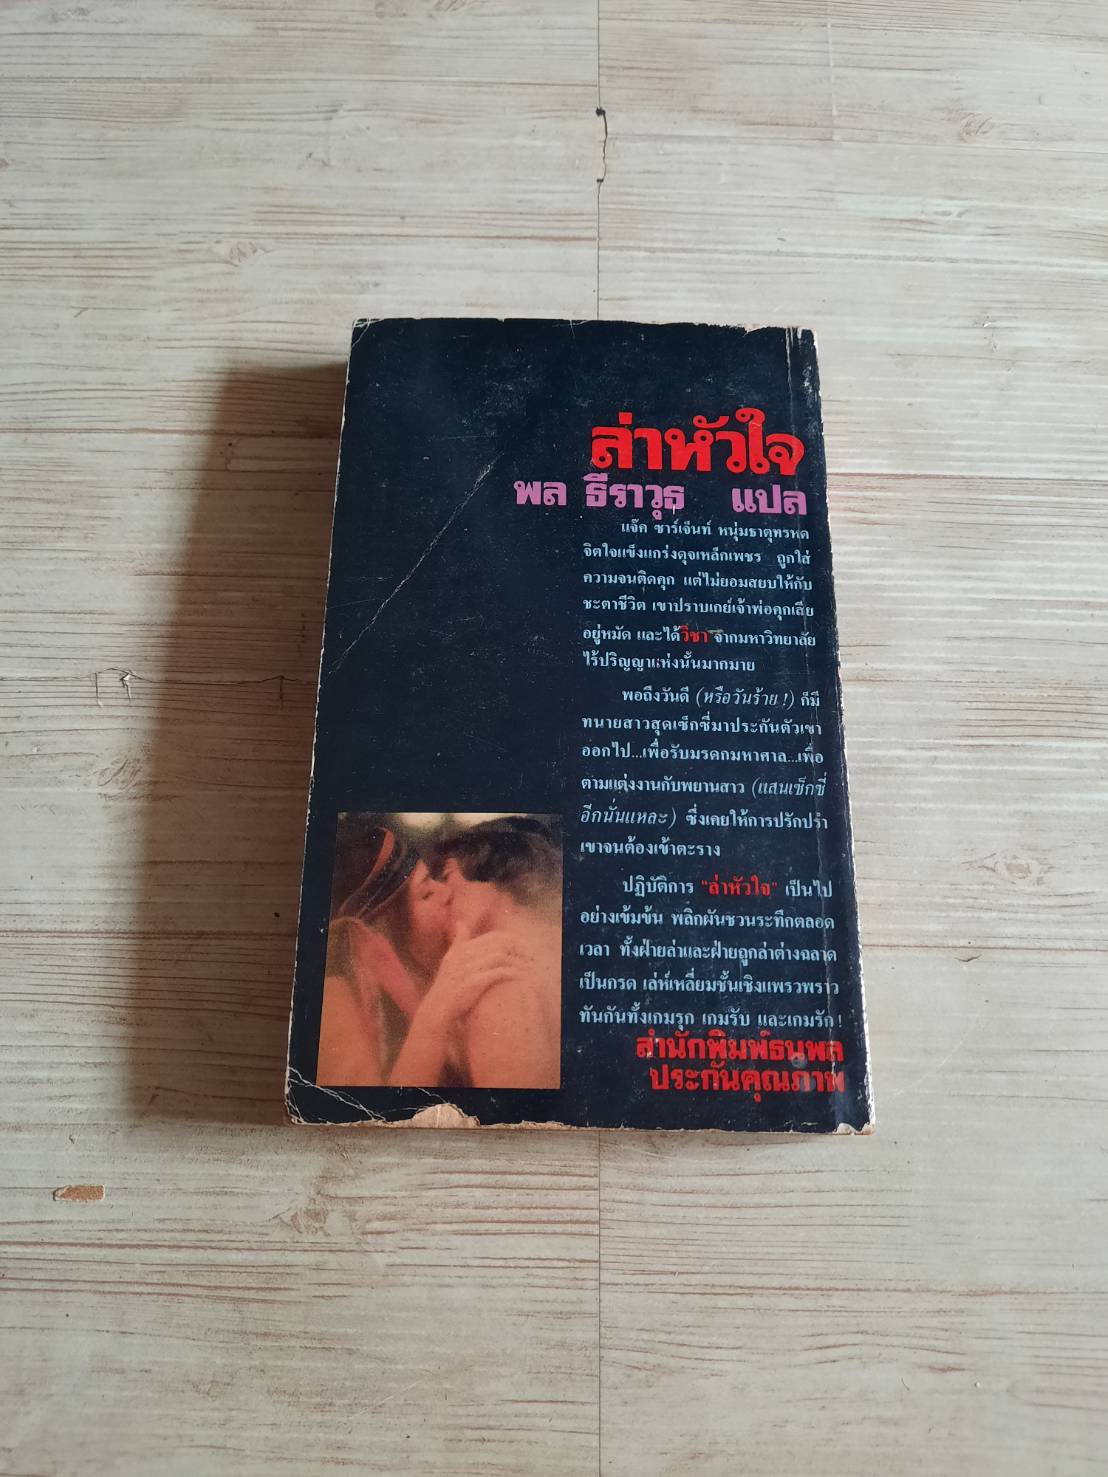 ล่าหัวใจ
พล ธีราวุธ แปล
แจ๊ค ซาร์เจ็นท์ หนุ่มธาตุทรหด
จิตใจแข็งแกร่งดุจเหล็กเพชร ถูกใส่
ความจนติดคุก แต่ไม่ยอมสยบให้กับ
ชะตาชีวิต เขาปราบเกย์เจ้าพ่อคุกเสีย
อยู่หมัด และได้วิชา จากมหาวิทยาลัย
ไร้ปริญญาแห่งนั้นมากมาย
พอถึงวันดี (หรือวันร้าย !) ก็มี
ทนายสาวสุดเซ็กซี่มาประกันตัวเขา
ออกไป...เพื่อรับมรดกมหาศาล...เพื่อ
ตามแต่งงานกับพยานสาว (แสนเซ็กซี่
อีกนั่นแหละ) ซึ่งเคยให้การปรักปรำ
เขาจนต้องเข้าตะราง
ปฏิบัติการ "ล่าหัวใจ" เป็นไป
อย่างเข้มข้น พลิกผันชวนระทึกตลอด
เวลา ทั้งฝ่ายล่าและฝ่ายถูกล่าต่างฉลาด
เป็นกรด เล่ห์เหลี่ยมชั้นเชิงแพรวพราว
ทันกันทั้งเกมรุก เกมรับ และเกมรัก !
สำนักพิมพ์ธนพล
ประกันคุณภาพ